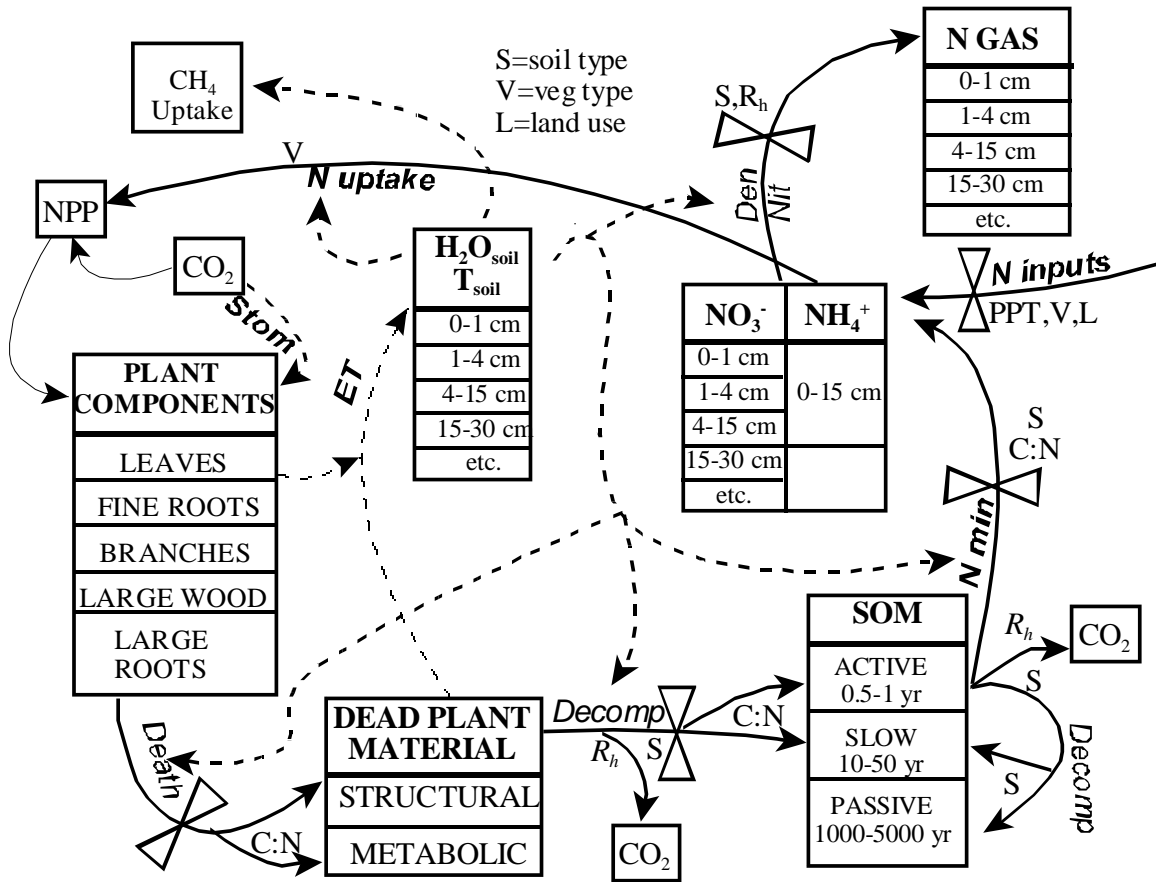 CH₄
Uptake
S=soil type
V=veg type
L=land use
N GAS
0-1 cm
1-4 cm
4-15 cm
15-30 cm
etc.
S,Rₕ
Den
Nit
V
N uptake
NPP
CO₂
Stom
H₂Osoil
Tsoil
0-1 cm
1-4 cm
4-15 cm
15-30 cm
etc.
ET
NO₃⁻
NH₄⁺
0-1 cm
1-4 cm
4-15 cm
15-30 cm
etc.
0-15 cm
N inputs
PPT,V,L
PLANT
COMPONENTS
LEAVES
FINE ROOTS
BRANCHES
LARGE WOOD
LARGE
ROOTS
S
C:N
N min
Death
C:N
DEAD PLANT
MATERIAL
STRUCTURAL
METABOLIC
Decomp
Rₕ
S
C:N
CO₂
SOM
ACTIVE
0.5-1 yr
SLOW
10-50 yr
PASSIVE
1000-5000 yr
Rₕ
CO₂
S
S
Decomp